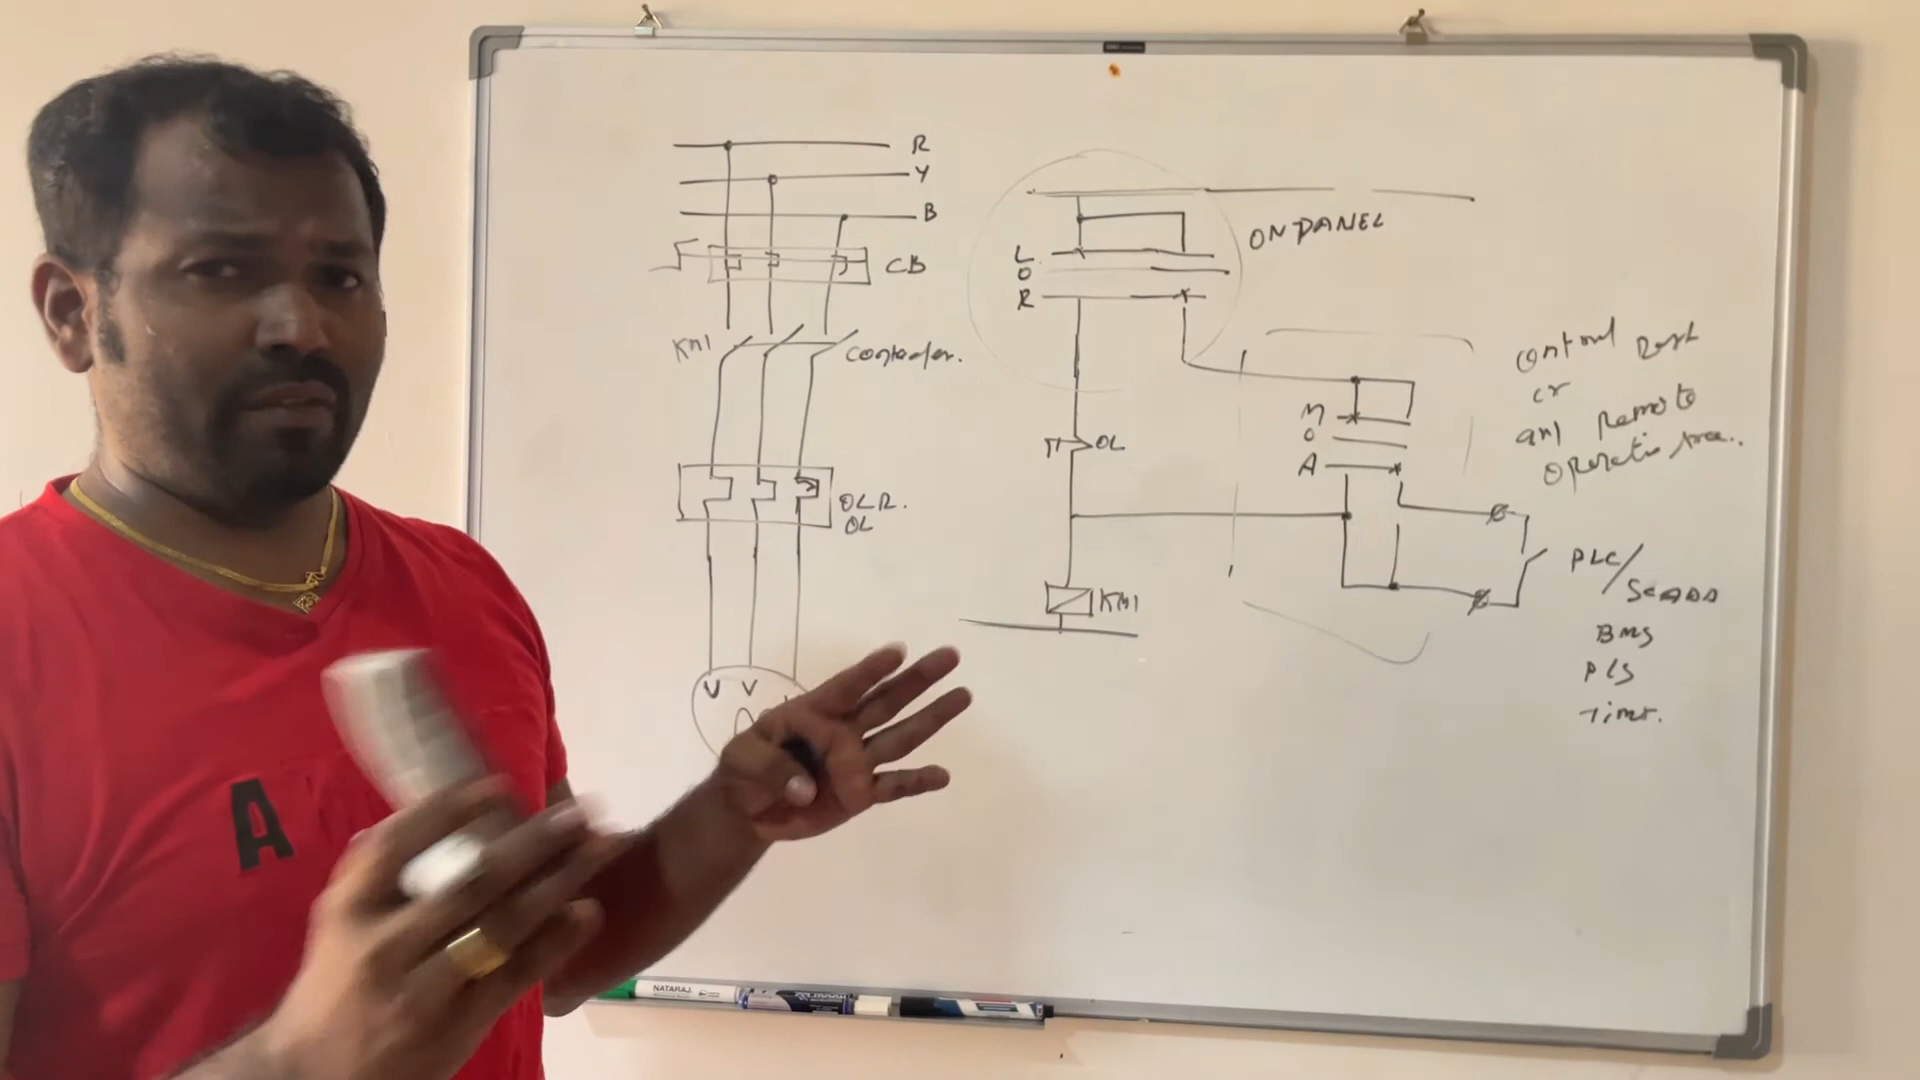 R
Y
B
CB
KM1
Contactor.
OLR.
OL
V V
L
O
R
ON PANEL
OL
KM1
M
O
A
control Desk
or
any Remote
Operation Area.
PLC/
SCADA
BMS
PLS
Timer.
A
NATARAJ